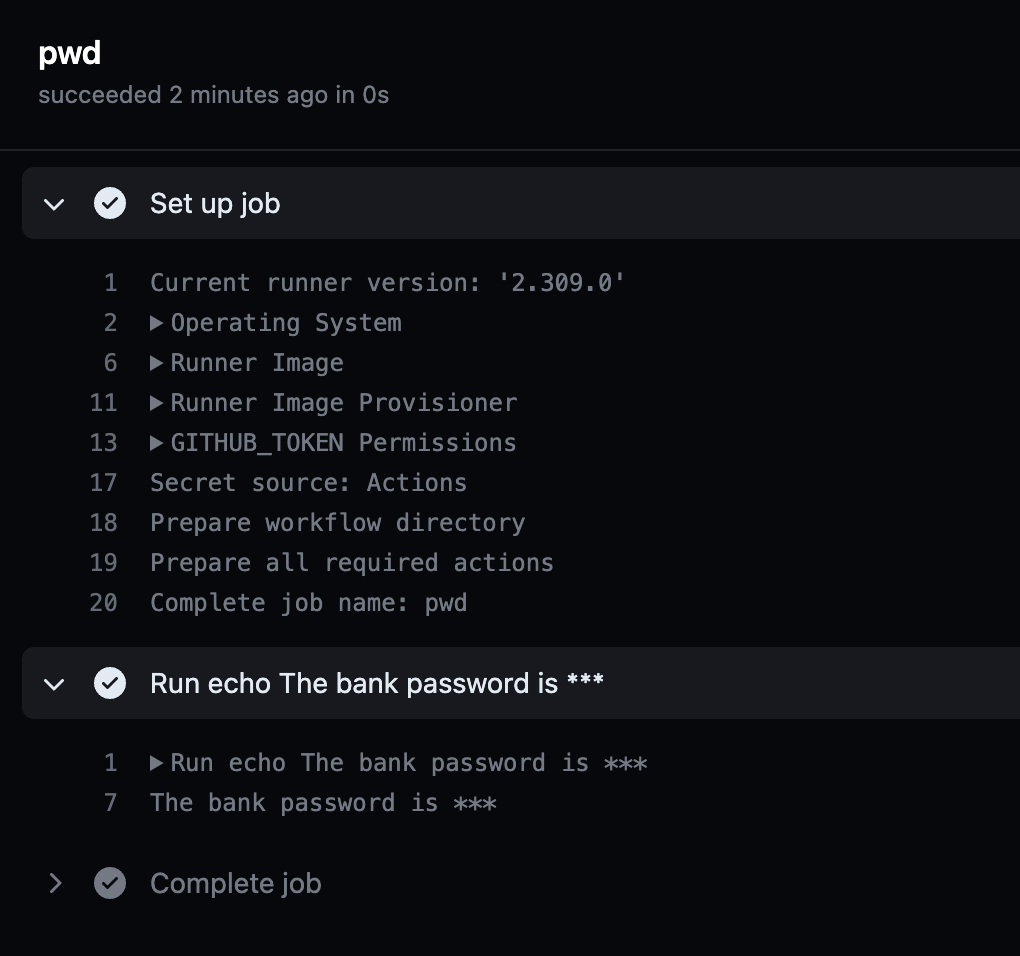 pwd
succeeded 2 minutes ago in 0s
Set up job
1 Current runner version: '2.309.0'
2 ▶ Operating System
6 ▶ Runner Image
11 ▶ Runner Image Provisioner
13 ▶ GITHUB_TOKEN Permissions
17 Secret source: Actions
18 Prepare workflow directory
19 Prepare all required actions
20 Complete job name: pwd
Run echo The bank password is ***
1 ▶ Run echo The bank password is ***
7 The bank password is ***
Complete job